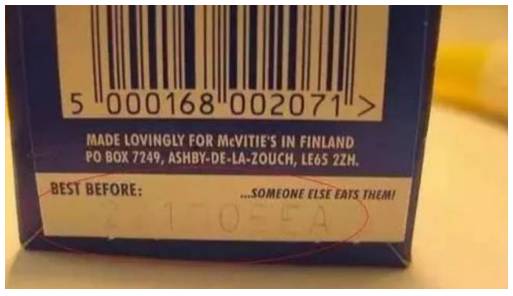 5 000168 002071 >
MADE LOVINGLY FOR McVITIE'S IN FINLAND
PO BOX 7249, ASHBY-DE-LA-ZOUCH, LE65 2ZH.
BEST BEFORE: ...SOMEONE ELSE EATS THEM!